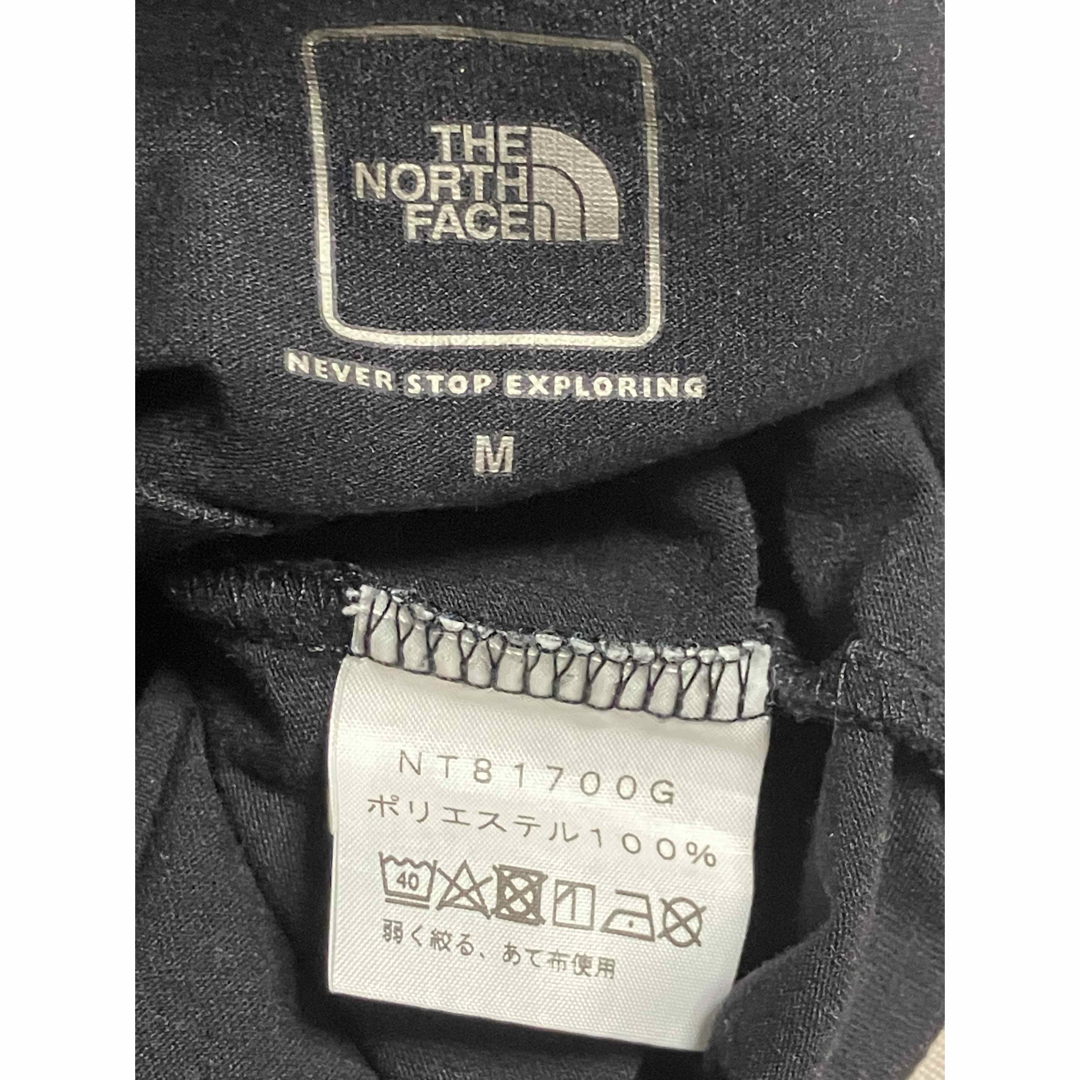 THE
NORTH
FACE
NEVER STOP EXPLORING
M
NT81700G
ポリエステル100%
40
弱く絞る、あて布使用